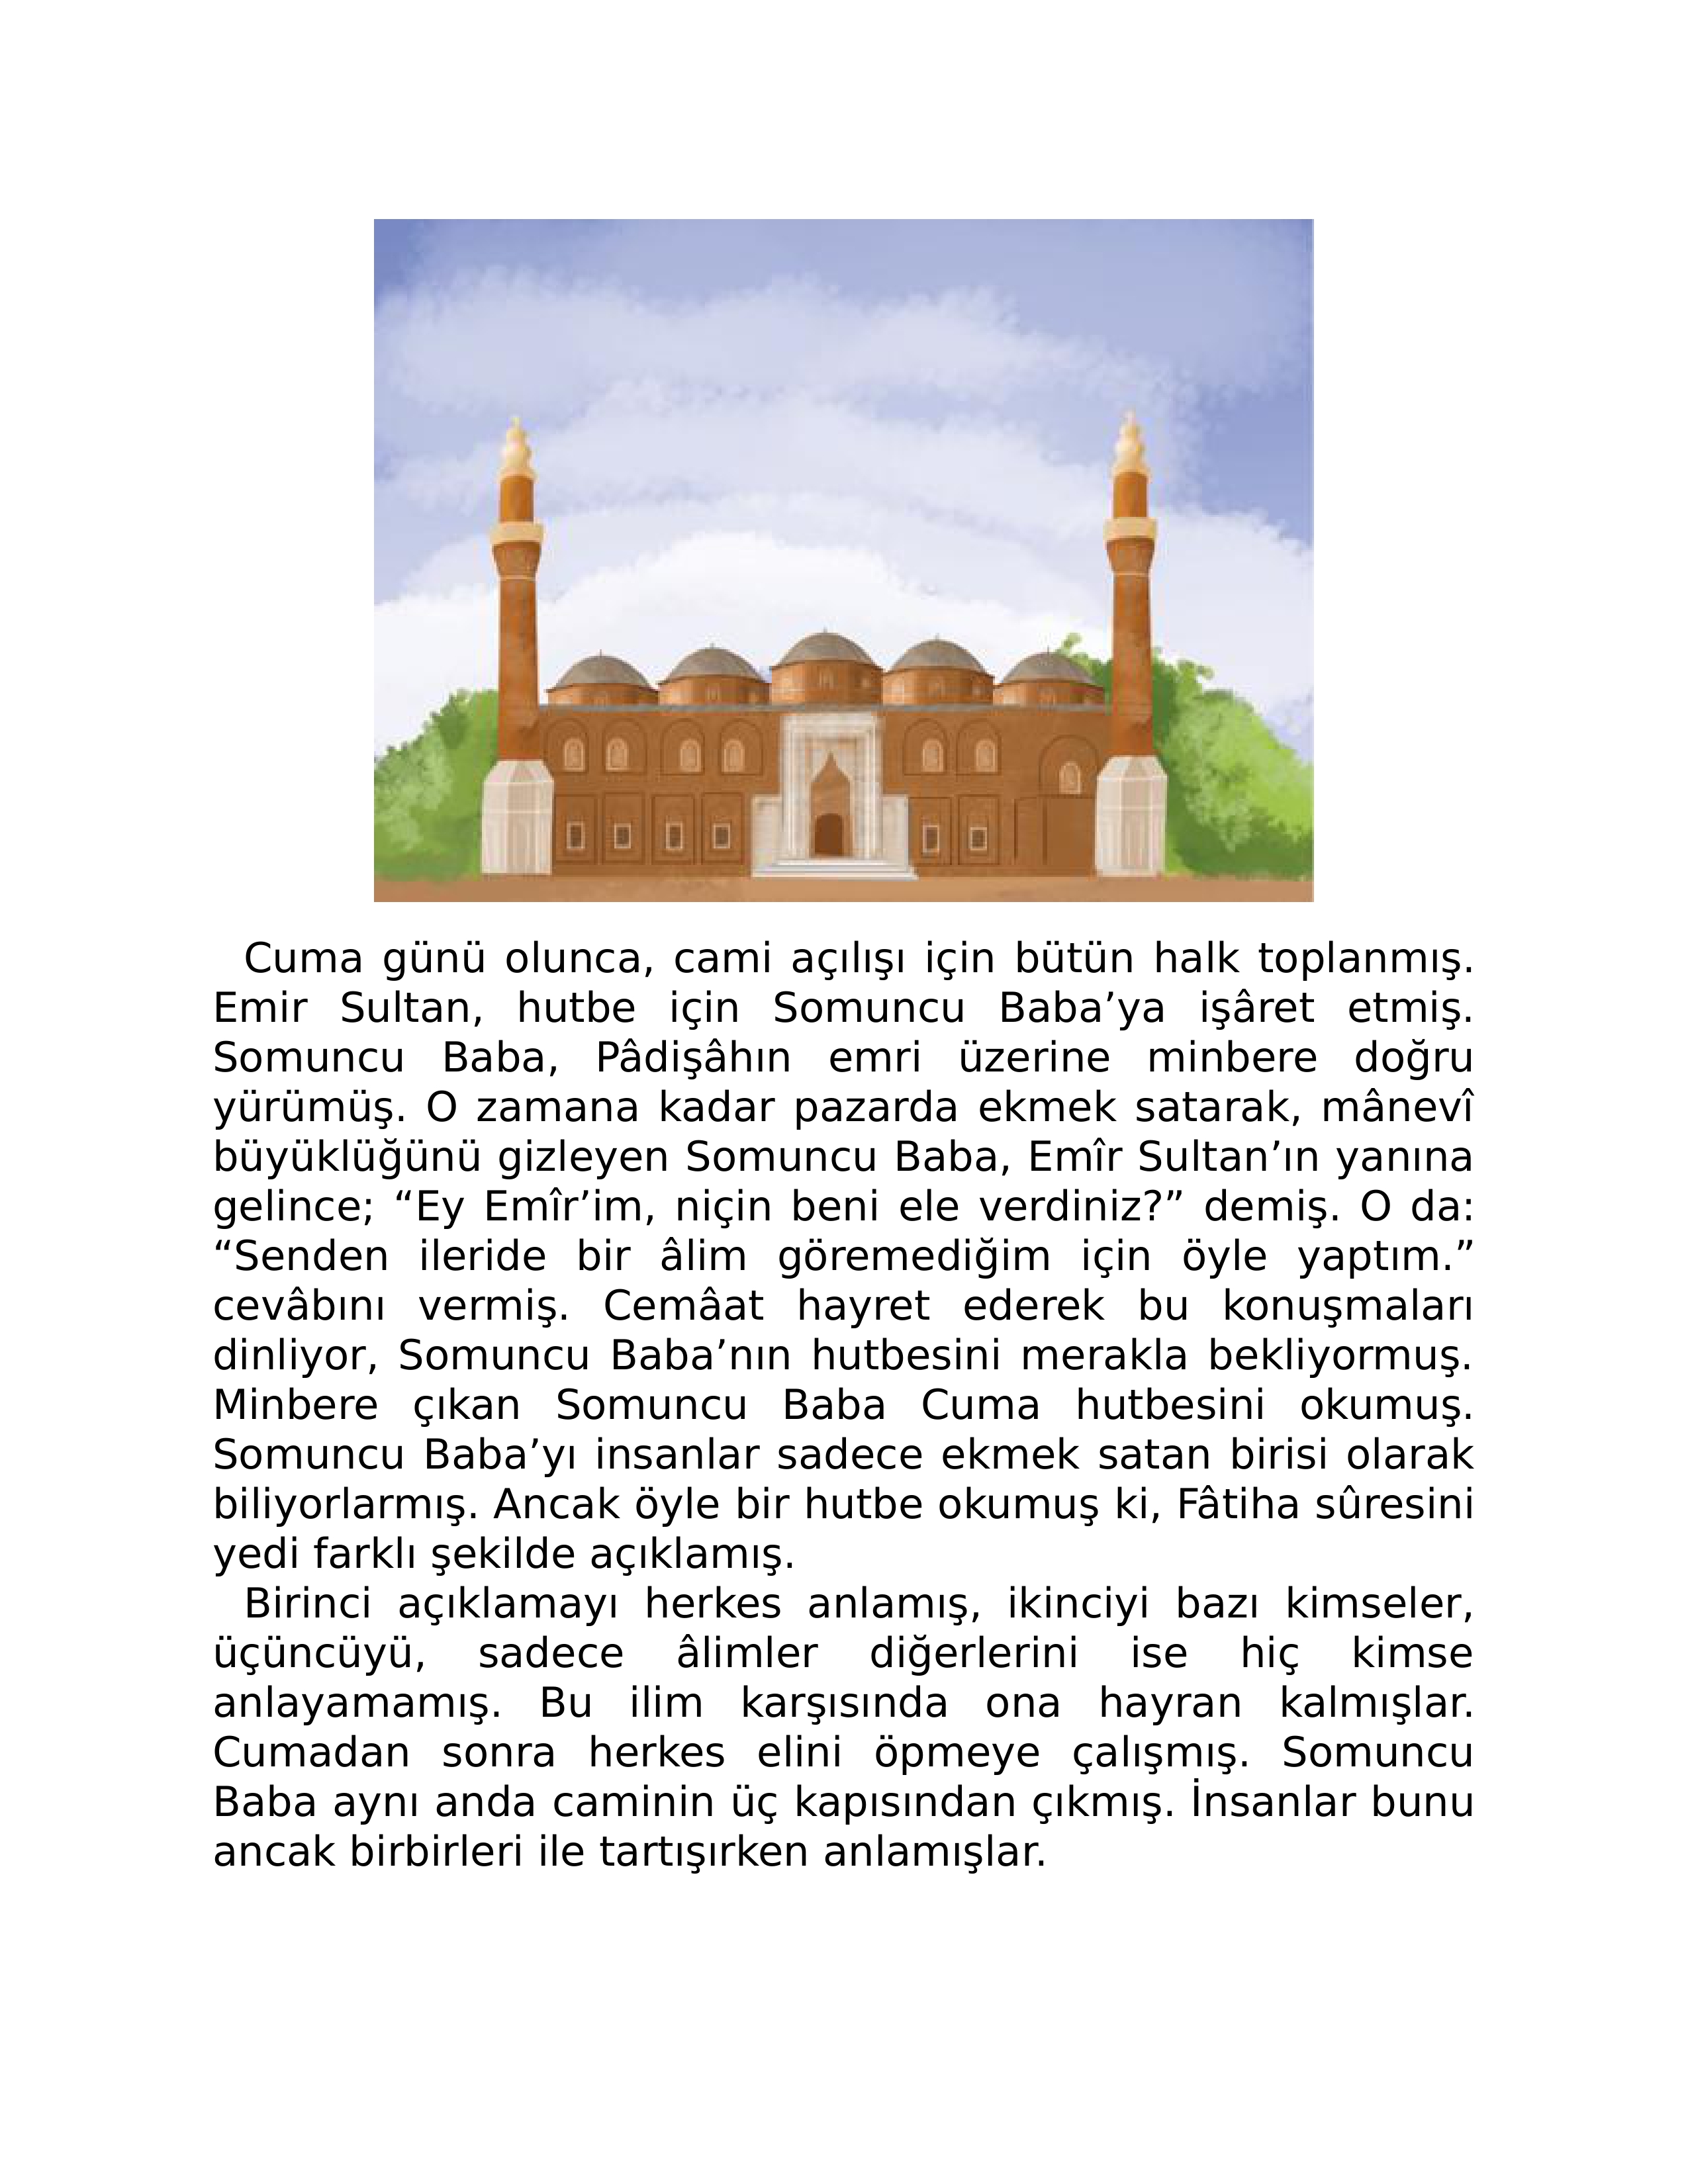 Cuma günü olunca, cami açılışı için bütün halk toplanmış.
Emir Sultan, hutbe için Somuncu Baba’ya işâret etmiş.
Somuncu Baba, Pâdişâhın emri üzerine minbere doğru
yürümüş. O zamana kadar pazarda ekmek satarak, mânevî
büyüklüğünü gizleyen Somuncu Baba, Emîr Sultan’ın yanına
gelince; “Ey Emîr’im, niçin beni ele verdiniz?” demiş. O da:
“Senden ileride bir âlim göremediğim için öyle yaptım.”
cevâbını vermiş. Cemâat hayret ederek bu konuşmaları
dinliyor, Somuncu Baba’nın hutbesini merakla bekliyormuş.
Minbere çıkan Somuncu Baba Cuma hutbesini okumuş.
Somuncu Baba’yı insanlar sadece ekmek satan birisi olarak
biliyorlarmış. Ancak öyle bir hutbe okumuş ki, Fâtiha sûresini
yedi farklı şekilde açıklamış.
Birinci açıklamayı herkes anlamış, ikinciyi bazı kimseler,
üçüncüyü, sadece âlimler diğerlerini ise hiç kimse
anlayamamış. Bu ilim karşısında ona hayran kalmışlar.
Cumadan sonra herkes elini öpmeye çalışmış. Somuncu
Baba aynı anda caminin üç kapısından çıkmış. İnsanlar bunu
ancak birbirleri ile tartışırken anlamışlar.